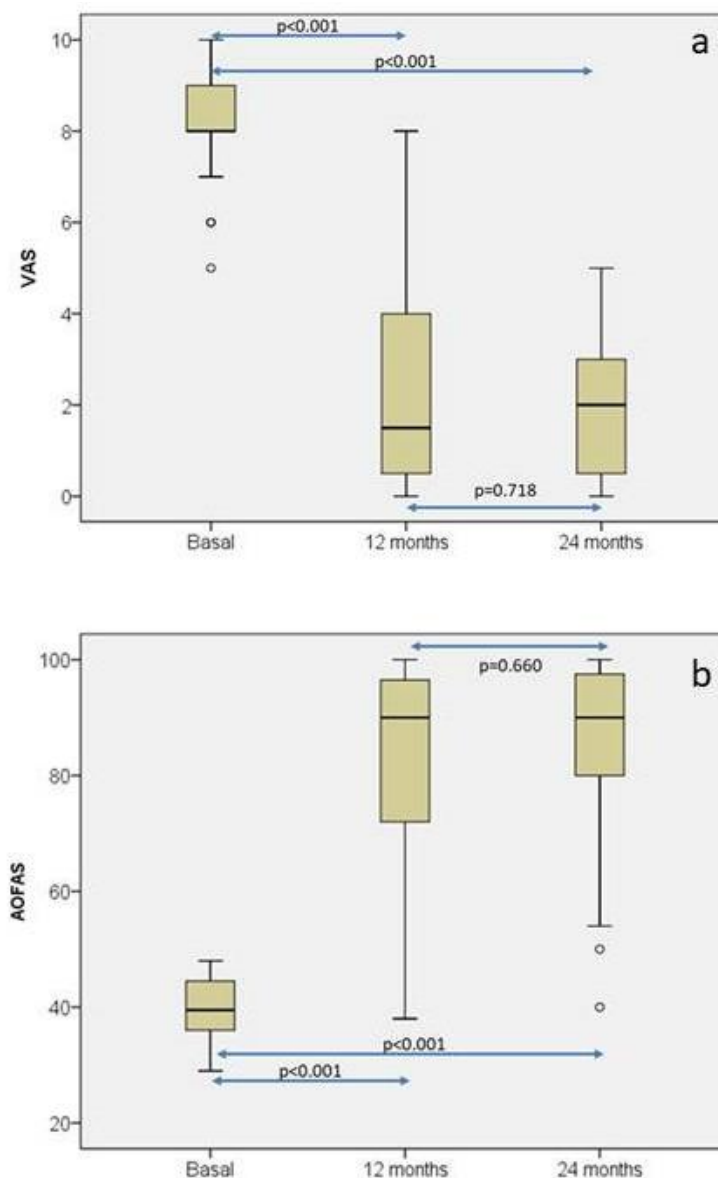 p<0.001
a
p<0.001
10
8
6
4
2
0
VAS
p=0.718
Basal
12 months
24 months
100
80
60
40
20
AOFAS
b
p=0.660
p<0.001
p<0.001
Basal
12 months
24 months